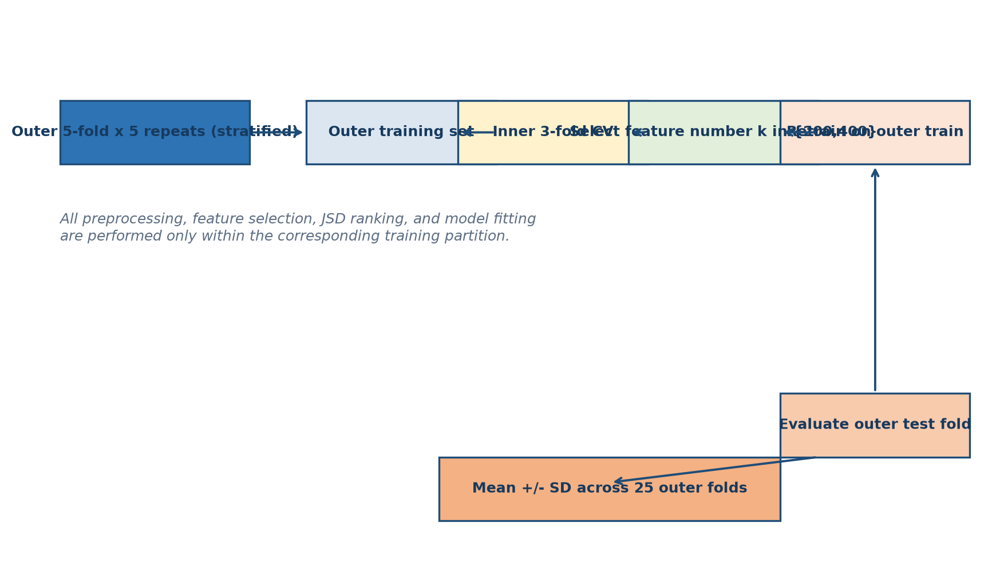 Outer 5-fold x 5 repeats (stratified)
Outer training set
Inner 3-fold CV
Select feature number k in {200,400}
Retrain on outer train
All preprocessing, feature selection, JSD ranking, and model fitting
are performed only within the corresponding training partition.
Evaluate outer test fold
Mean +/- SD across 25 outer folds